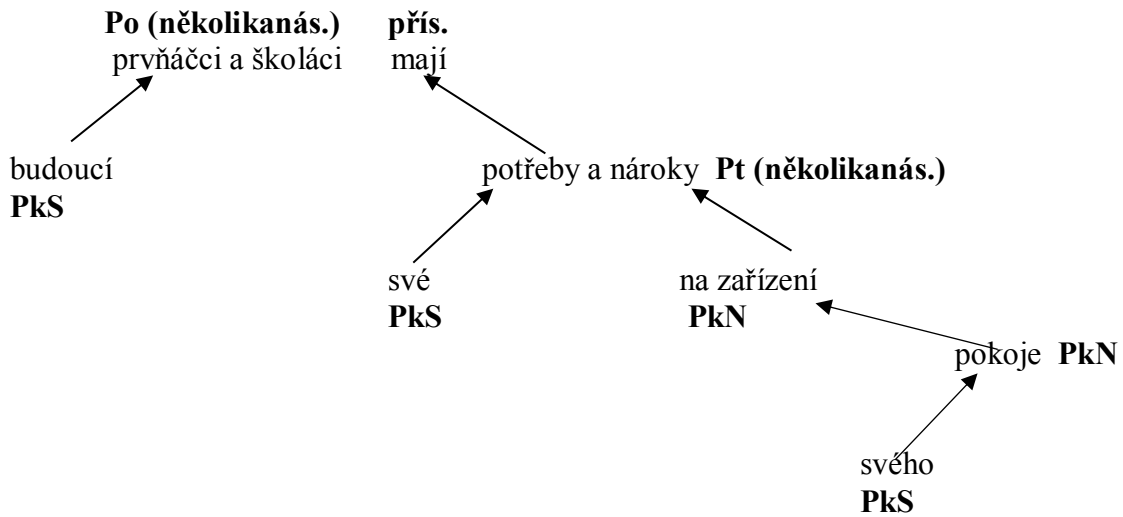 Po (několikanás.) přís.
prvňáčci a školáci mají
budoucí
PkS
potřeby a nároky Pt (několikanás.)
své
PkS
na zařízení
PkN
pokoje PkN
svého
PkS